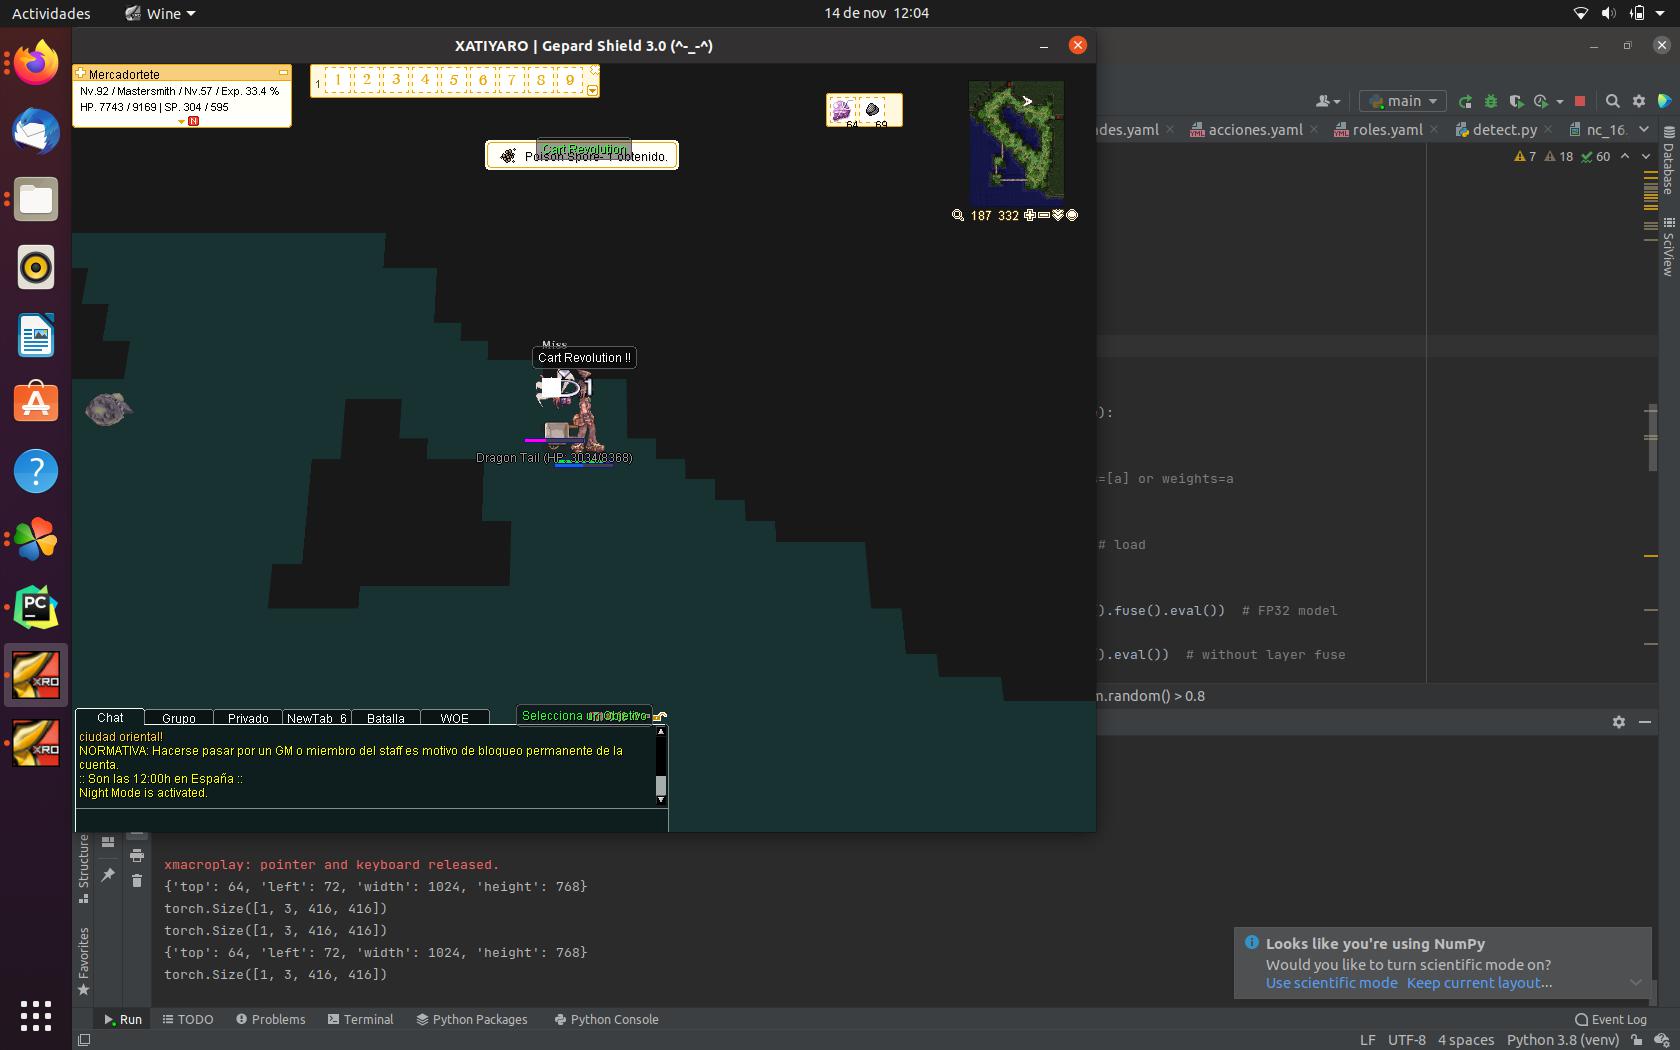 Actividades
Wine
14 de nov 12:04
XATIYARO | Gepard Shield 3.0 (^-_-^)
Mercadortete
Nv.92 / Mastersmith / Nv.57 / Exp. 33.4 %
HP. 7743 / 9169 | SP. 304 / 595
N
1 1 2 3 4 5 6 7 8 9
64 69
Cart Revolution
Poison Spore- 1 obtenido.
187 332
main
acciones.yaml
roles.yaml
detect.py
nc_16.
7 18 60
Database
SciView
Miss
Cart Revolution !!
Dragon Tail (HP: 3034/8368)
):
=[a] or weights=a
# load
).fuse().eval()) # FP32 model
).eval()) # without layer fuse
m.random() > 0.8
Chat Grupo Privado NewTab_6 Batalla WOE
ciudad oriental!
NORMATIVA: Hacerse pasar por un GM o miembro del staff es motivo de bloqueo permanente de la
cuenta.
:: Son las 12:00h en España ::
Night Mode is activated.
PC
XRO
XRO
Structure
Favorites
xmacroplay: pointer and keyboard released.
{'top': 64, 'left': 72, 'width': 1024, 'height': 768}
torch.Size([1, 3, 416, 416])
torch.Size([1, 3, 416, 416])
{'top': 64, 'left': 72, 'width': 1024, 'height': 768}
torch.Size([1, 3, 416, 416])
Looks like you're using NumPy
Would you like to turn scientific mode on?
Use scientific mode Keep current layout...
Run TODO Problems Terminal Python Packages Python Console Event Log
LF UTF-8 4 spaces Python 3.8 (venv)